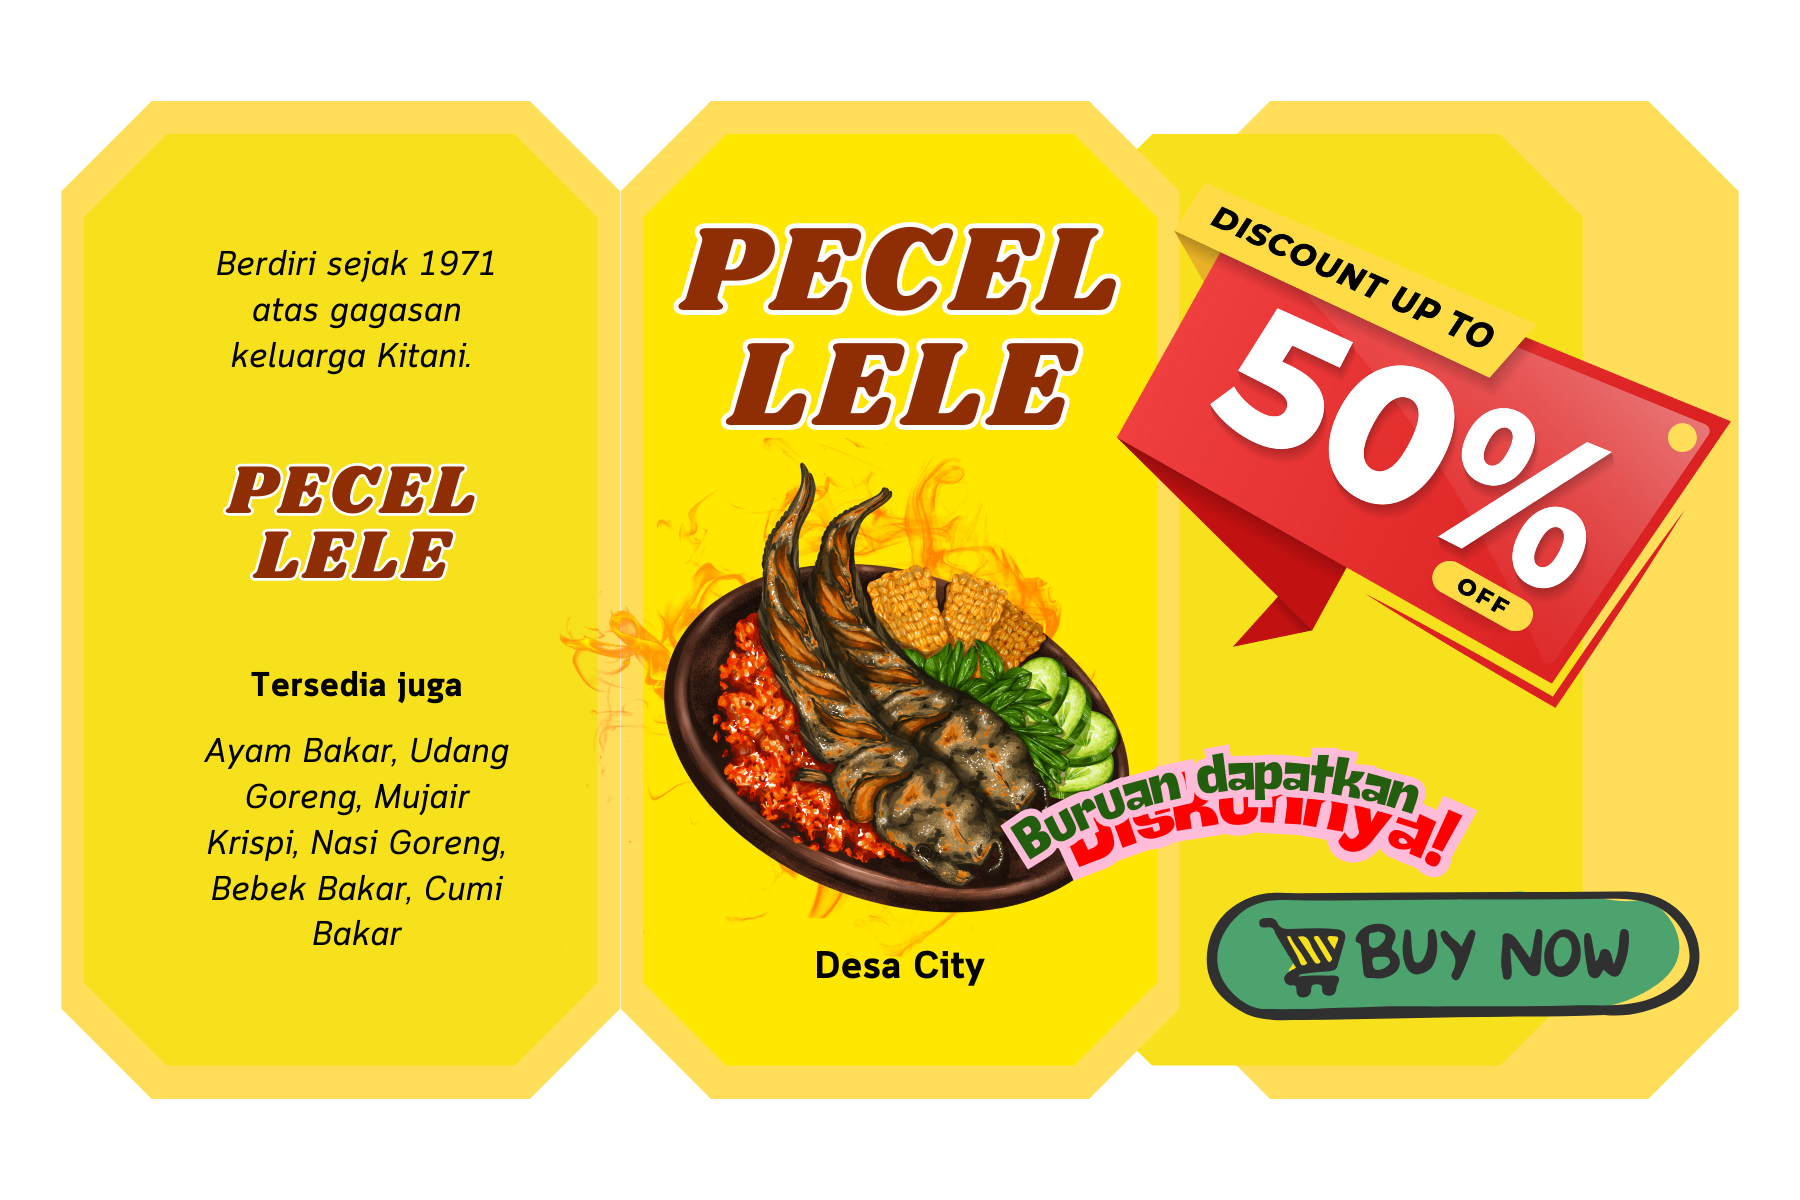 Berdiri sejak 1971
atas gagasan
keluarga Kitani.
PECEL
LELE
Tersedia juga
Ayam Bakar, Udang
Goreng, Mujair
Krispi, Nasi Goreng,
Bebek Bakar, Cumi
Bakar
PECEL
LELE
Desa City
DISCOUNT UP TO
50%
OFF
Buruan dapatkan
Diskonnya!
BUY NOW